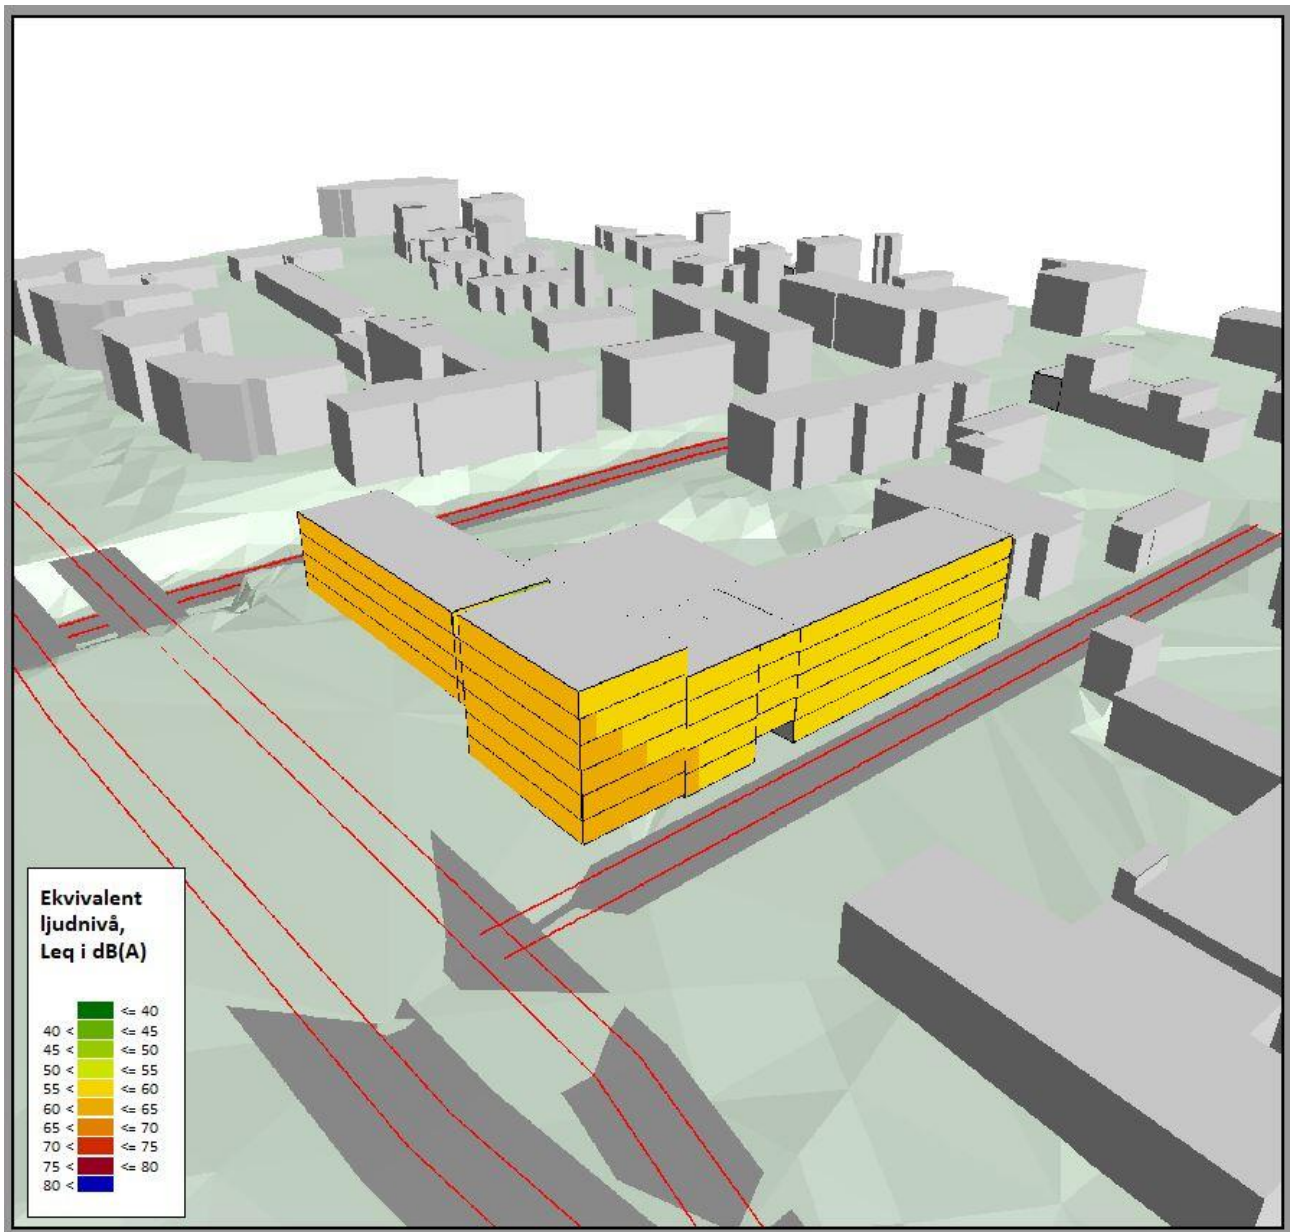 Ekvivalent
ljudnivå,
Leq i dB(A)
<= 40
40 < <= 45
45 < <= 50
50 < <= 55
55 < <= 60
60 < <= 65
65 < <= 70
70 < <= 75
75 < <= 80
80 <